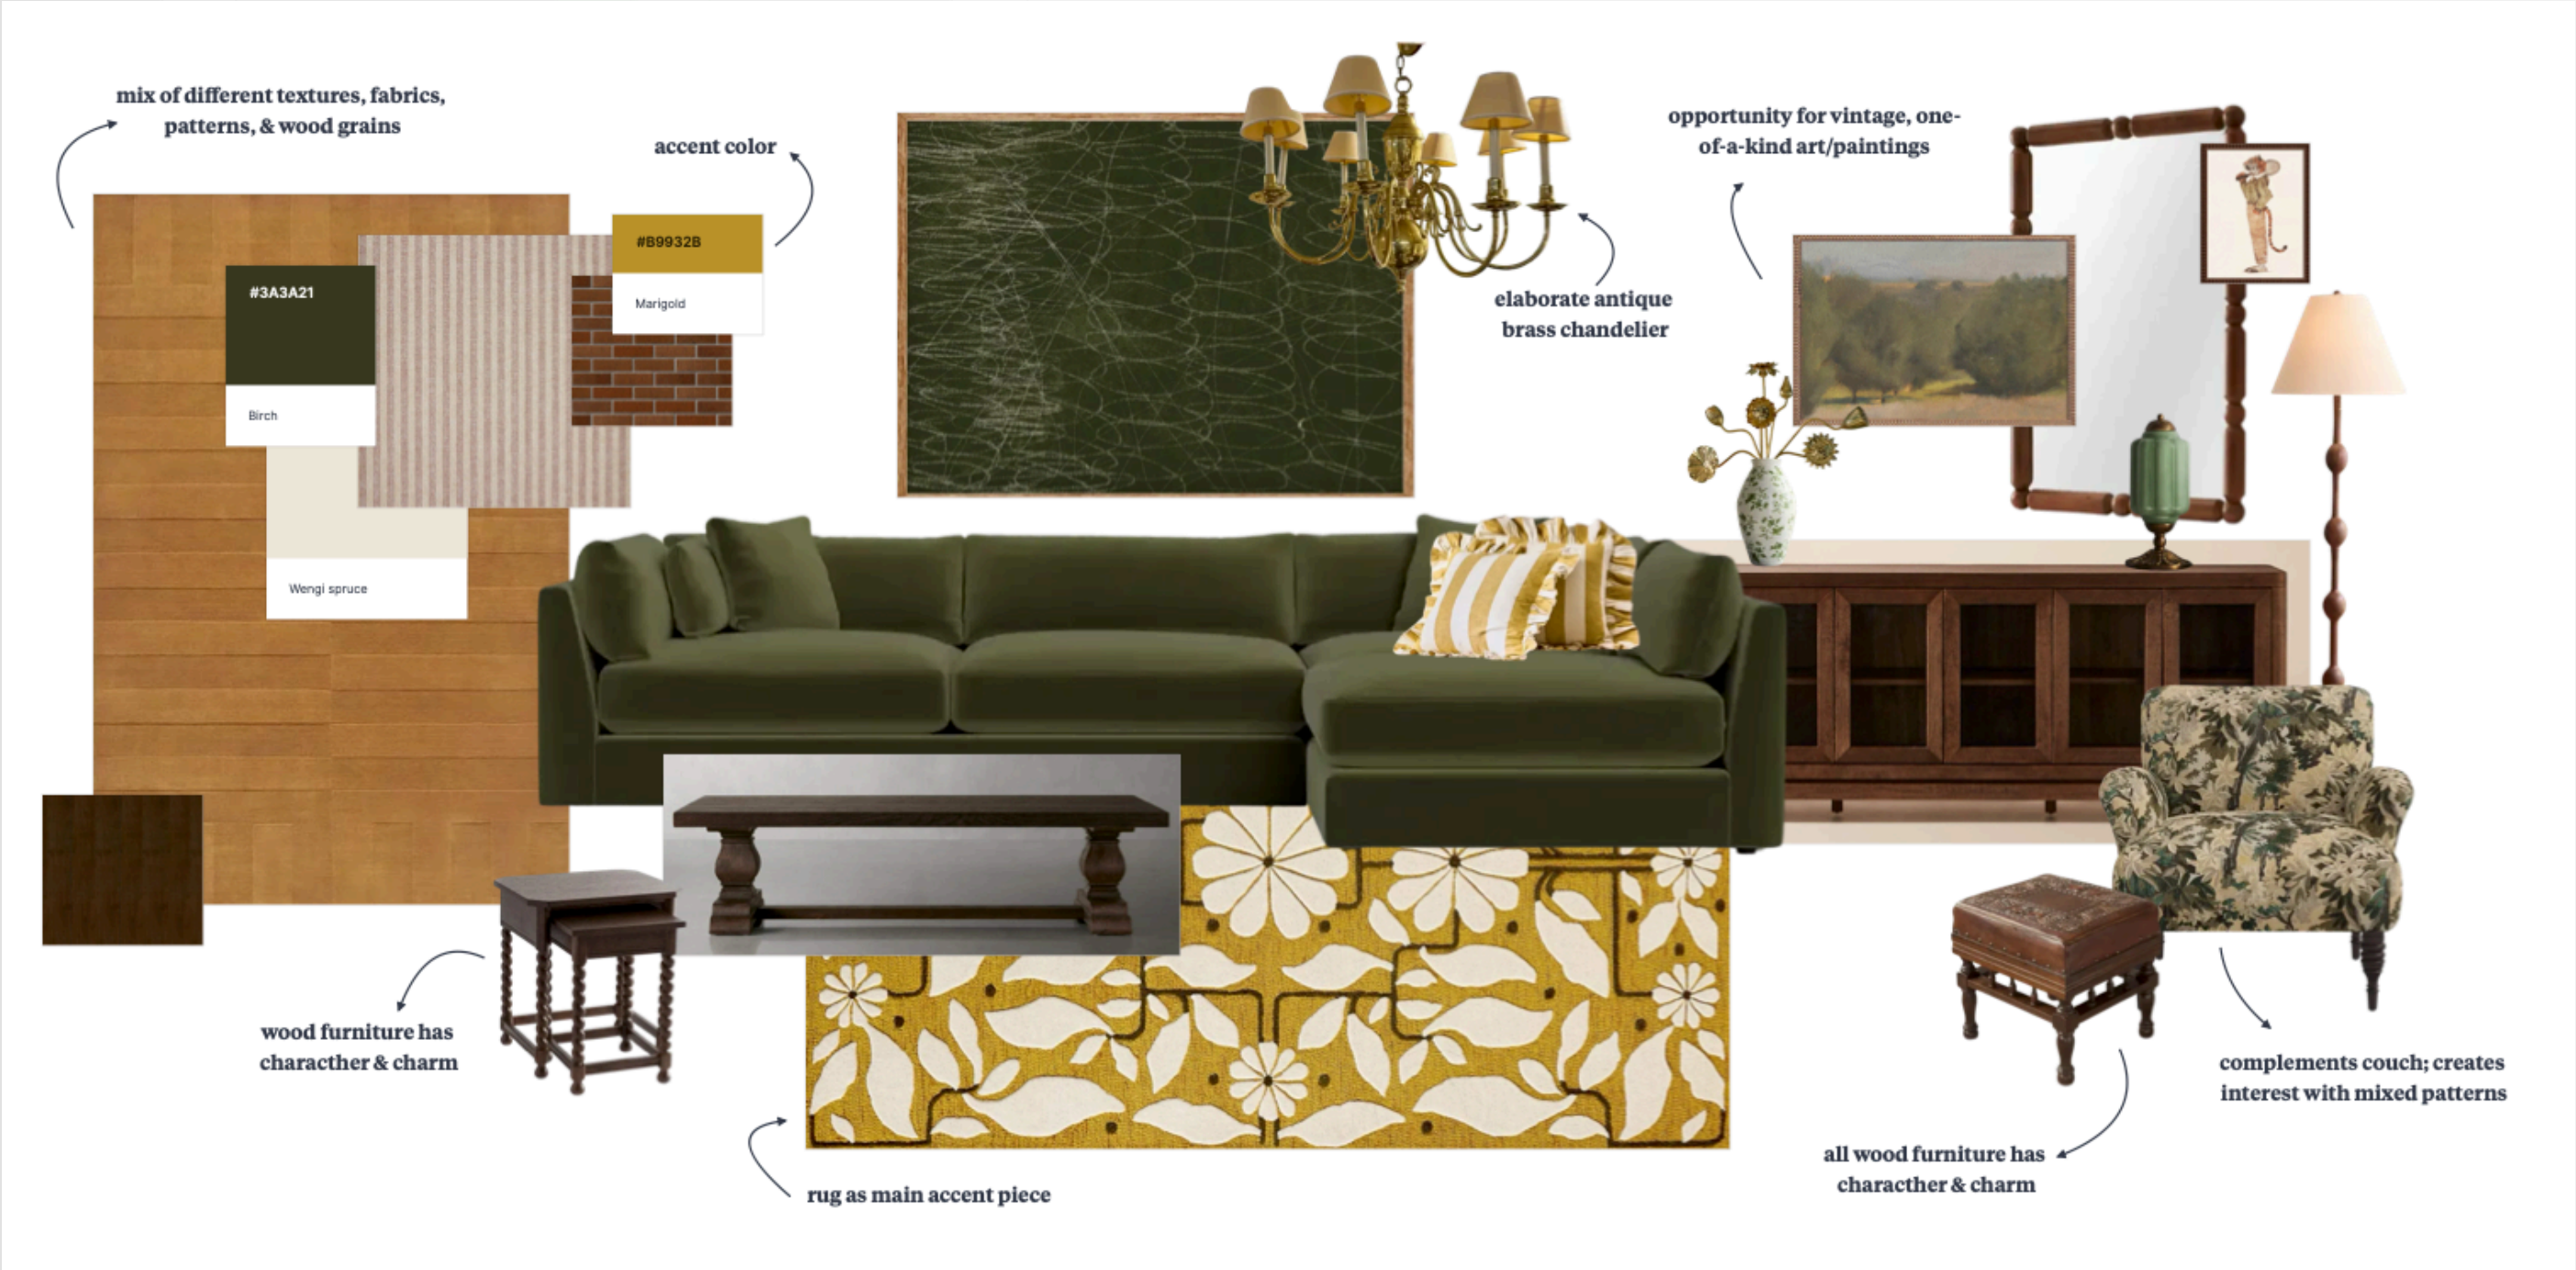 mix of different textures, fabrics,
patterns, & wood grains
accent color
#B9932B
Marigold
#3A3A21
Birch
Wengi spruce
elaborate antique
brass chandelier
opportunity for vintage, one-
of-a-kind art/paintings
wood furniture has
characther & charm
rug as main accent piece
complements couch; creates
interest with mixed patterns
all wood furniture has
characther & charm